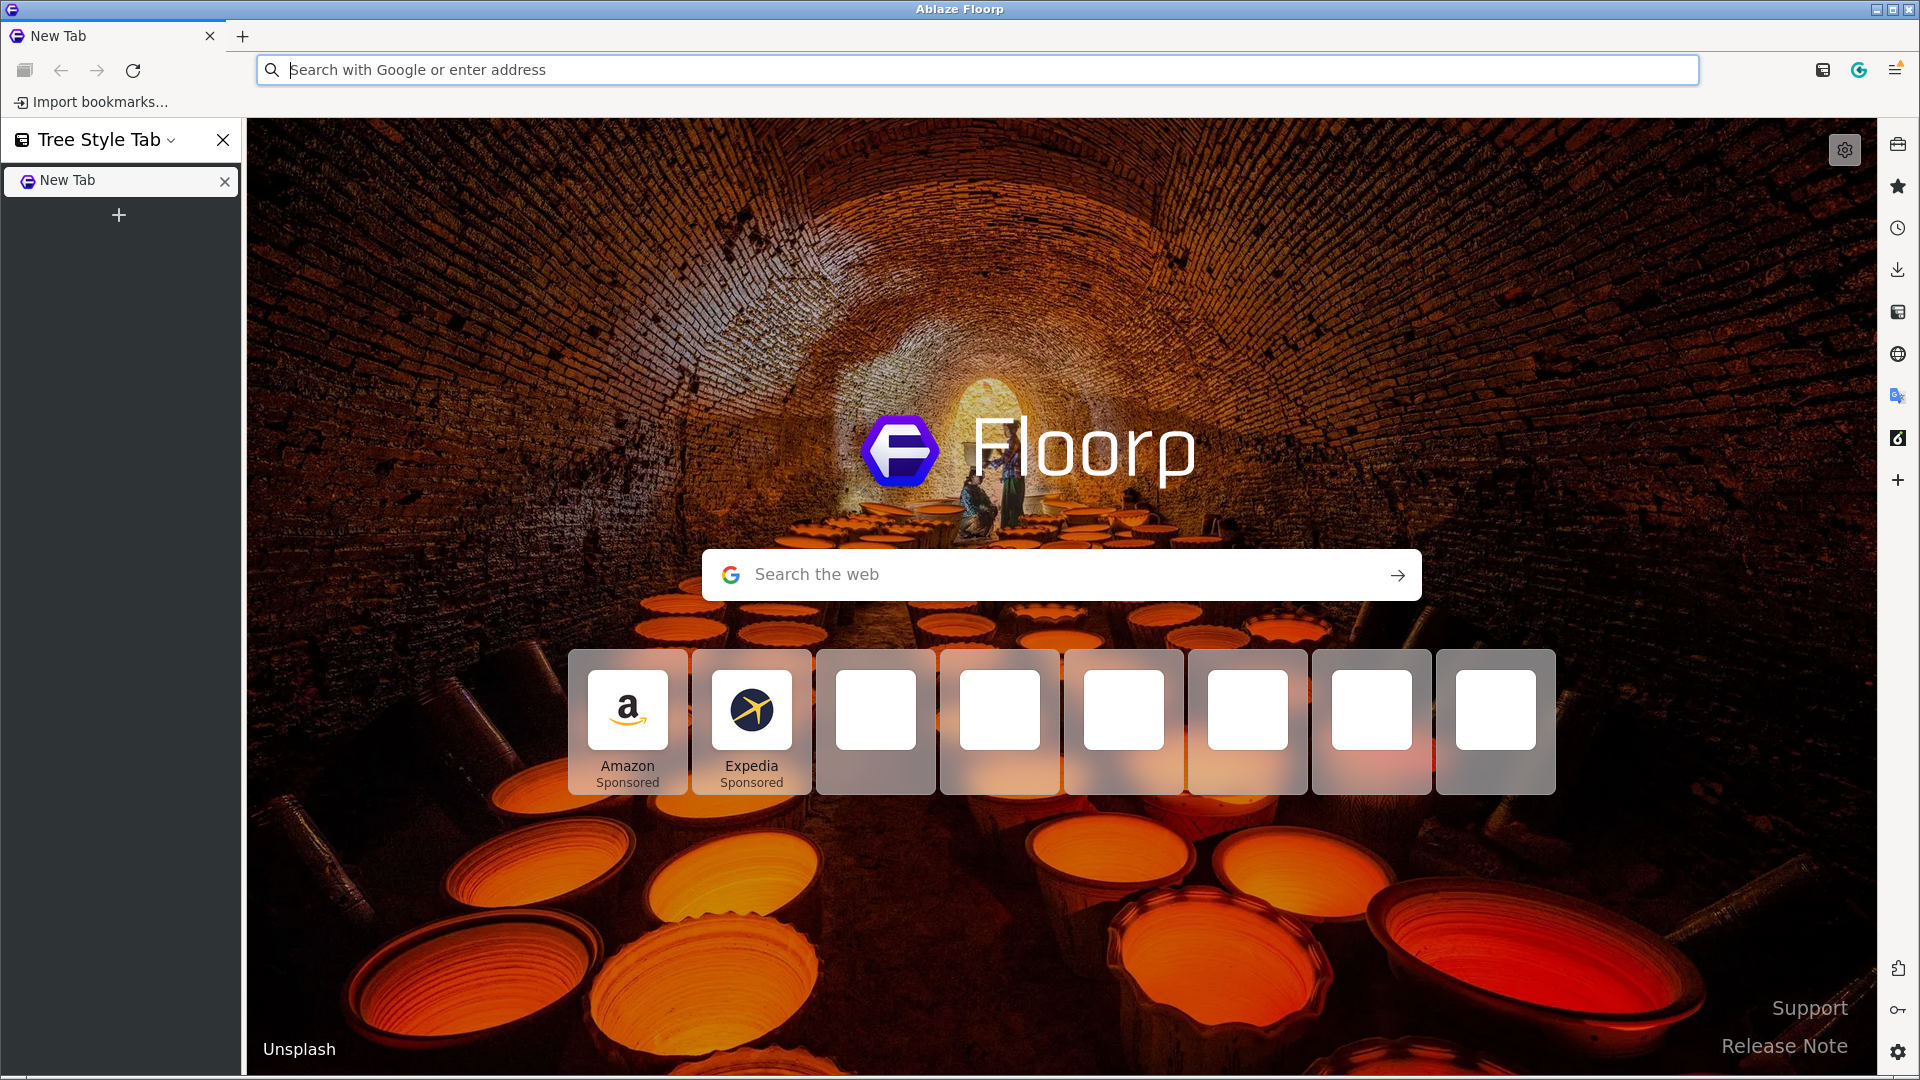 Ablaze Floorp
New Tab
Search with Google or enter address
Import bookmarks...
Tree Style Tab
New Tab
Floorp
Search the web
Amazon
Sponsored
Expedia
Sponsored
Support
Unsplash
Release Note